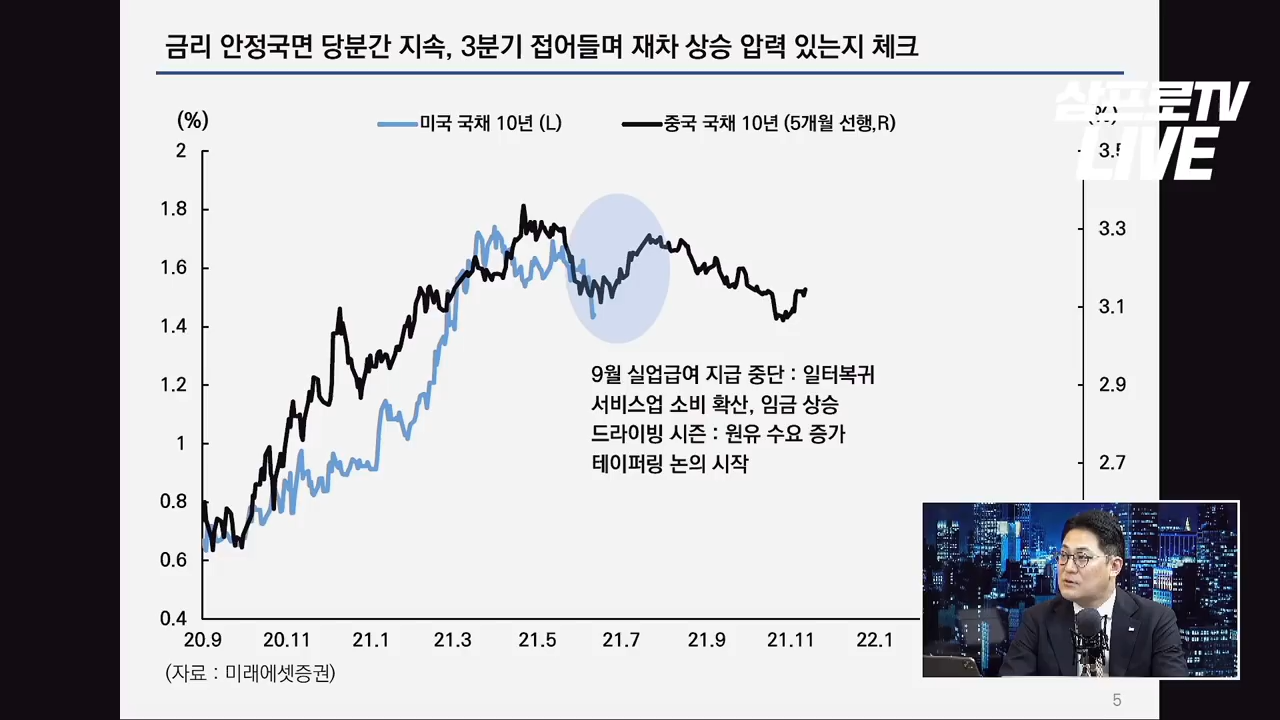 금리 안정국면 당분간 지속, 3분기 접어들며 재차 상승 압력 있는지 체크
삼프로TV
LIVE
(%)
미국 국채 10년 (L)
중국 국채 10년 (5개월 선행,R)
(%)
2
1.8
1.6
1.4
1.2
1
0.8
0.6
0.4
3.5
3.3
3.1
2.9
2.7
9월 실업급여 지급 중단 : 일터복귀
서비스업 소비 확산, 임금 상승
드라이빙 시즌 : 원유 수요 증가
테이퍼링 논의 시작
20.9 20.11 21.1 21.3 21.5 21.7 21.9 21.11 22.1
(자료 : 미래에셋증권)
5